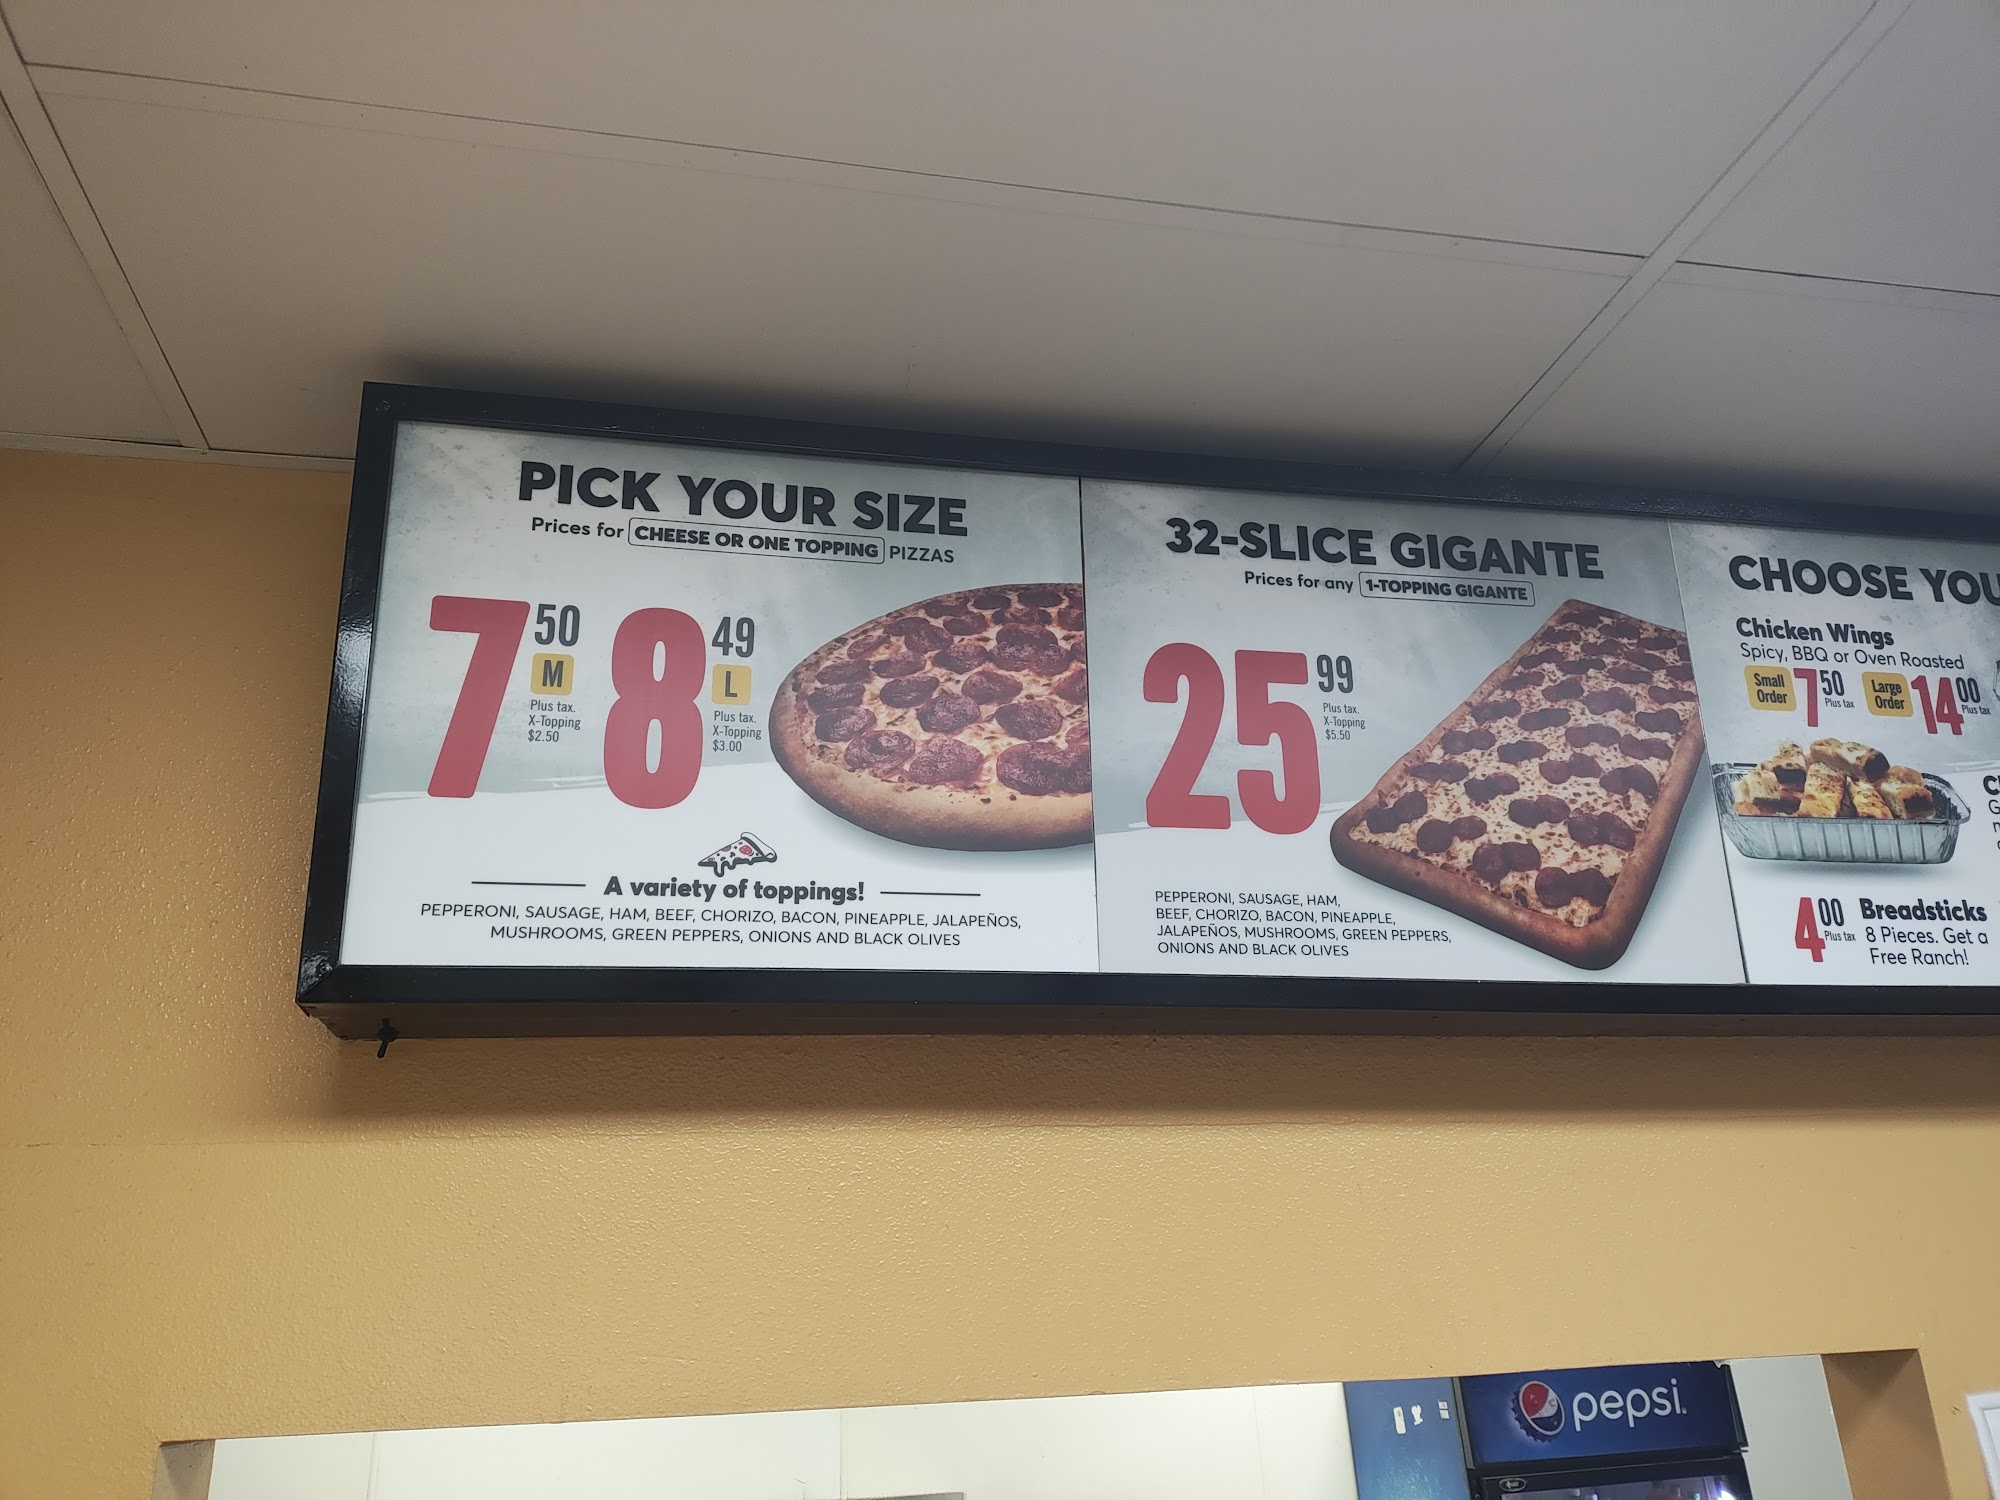 PICK YOUR SIZE
Prices for CHEESE OR ONE TOPPING PIZZAS
7 50
M
Plus tax.
X-Topping
$2.50
8 49
L
Plus tax.
X-Topping
$3.00
A variety of toppings!
PEPPERONI, SAUSAGE, HAM, BEEF, CHORIZO, BACON, PINEAPPLE, JALAPEÑOS,
MUSHROOMS, GREEN PEPPERS, ONIONS AND BLACK OLIVES
32-SLICE GIGANTE
Prices for any 1-TOPPING GIGANTE
25 99
Plus tax.
X-Topping
$5.50
PEPPERONI, SAUSAGE, HAM,
BEEF, CHORIZO, BACON, PINEAPPLE,
JALAPEÑOS, MUSHROOMS, GREEN PEPPERS,
ONIONS AND BLACK OLIVES
CHOOSE YOU
Chicken Wings
Spicy, BBQ or Oven Roasted
Small
Order
7 50
Plus tax
Large
Order
14 00
Plus tax
4 00
Plus tax
Breadsticks
8 Pieces. Get a
Free Ranch!
pepsi.